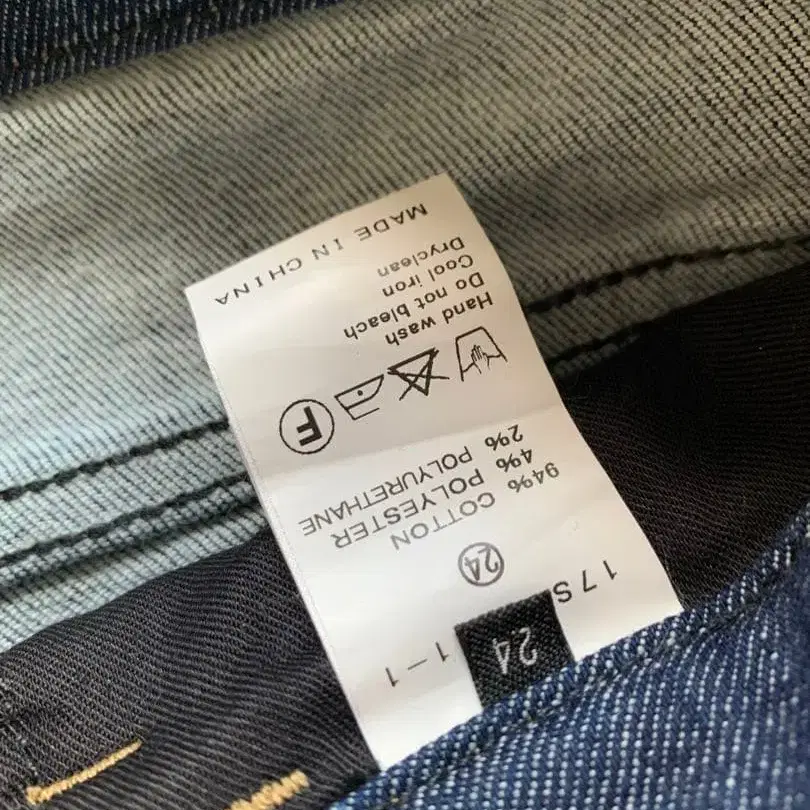 17S 1-1
24
24
94% COTTON
4% POLYESTER
2% POLYURETHANE
F
Hand wash
Do not bleach
Cool iron
Dryclean
MADE IN CHINA